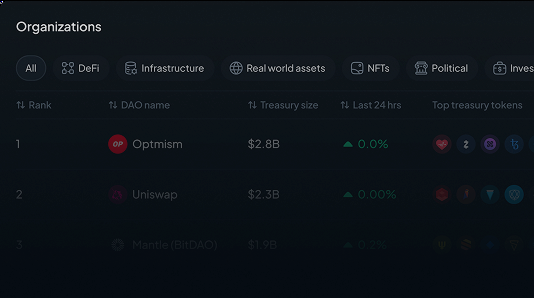 Organizations
All DeFi Infrastructure Real world assets NFTs Political Inves
Rank DAO name Treasury size Last 24 hrs Top treasury tokens
1 OP Optmism $2.8B 0.0%
2 Uniswap $2.3B 0.00%
3 Mantle (BitDAO) $1.9B 0.2%